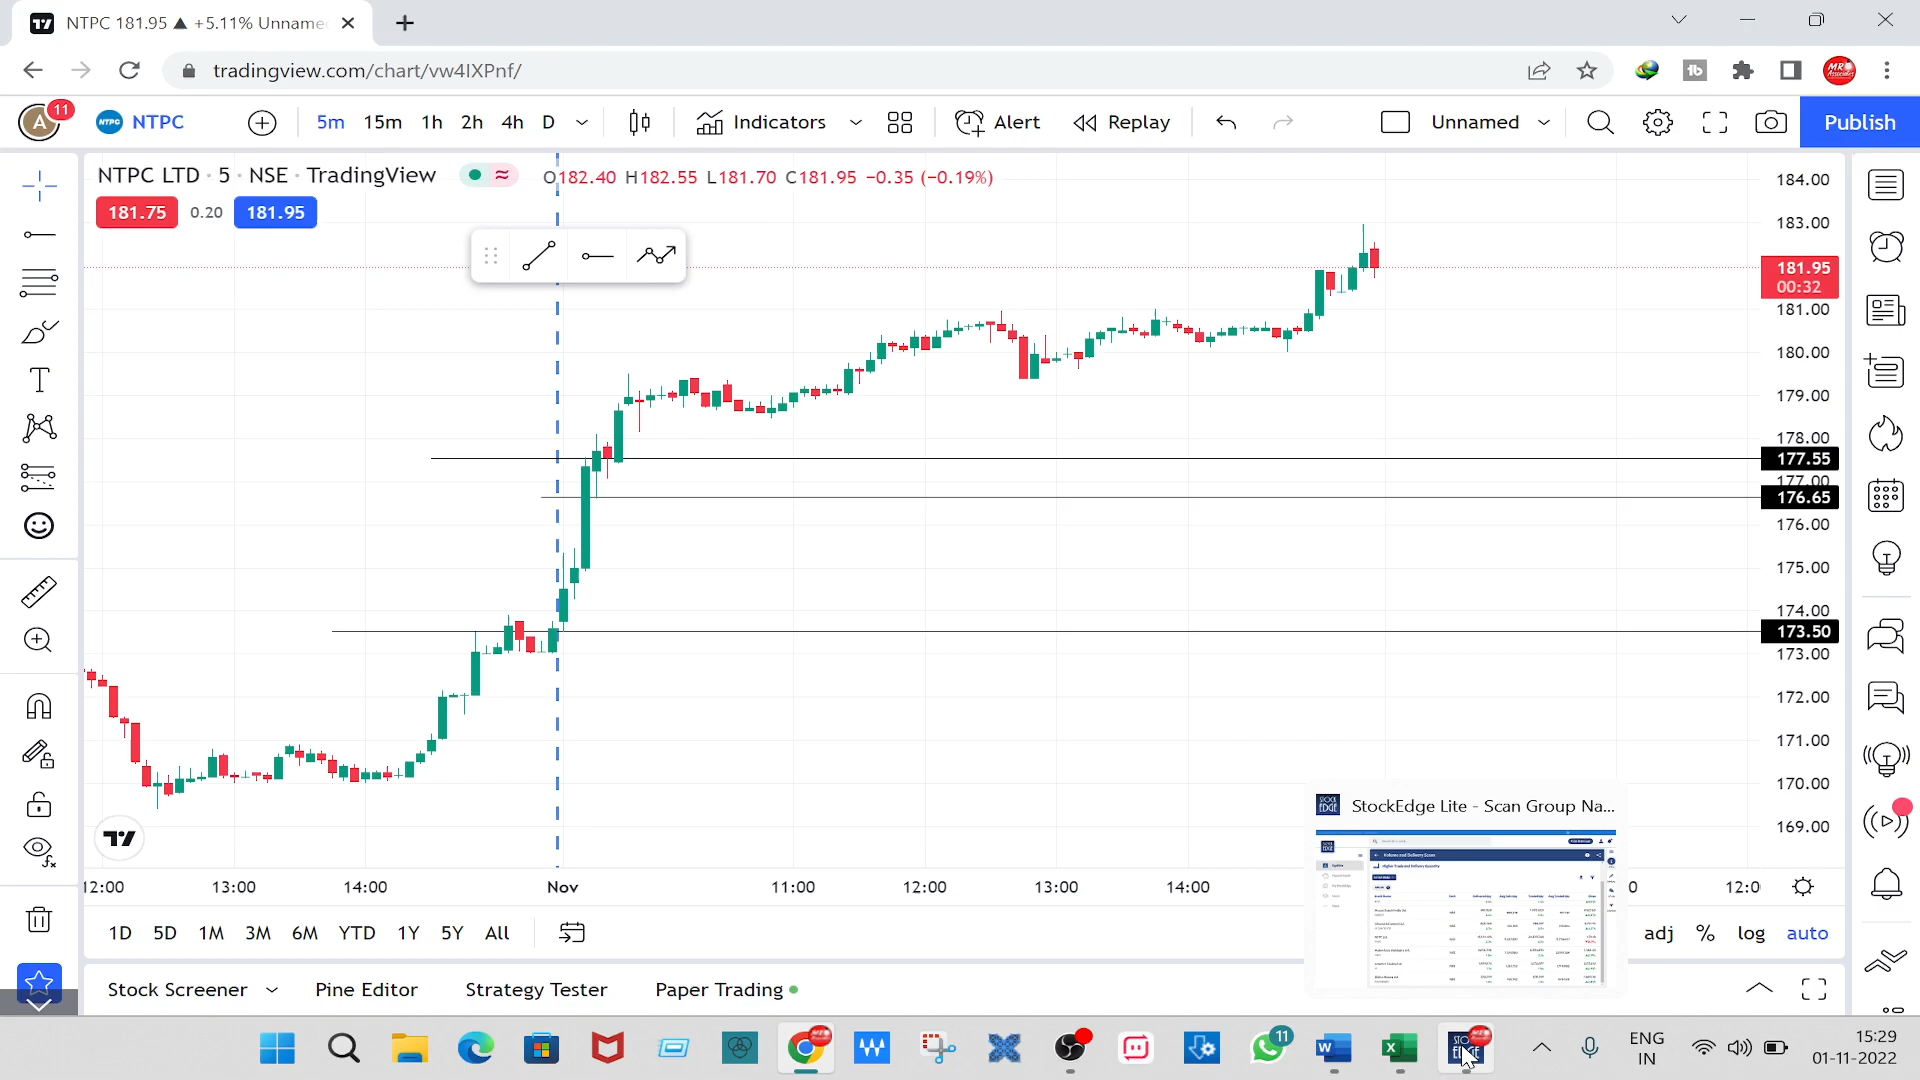 NTPC 181.95 ▲ +5.11% Unname
tradingview.com/chart/vw4IXPnf/
A 11 NTPC 5m 15m 1h 2h 4h D Indicators Alert Replay Unnamed Publish
NTPC LTD · 5 · NSE · TradingView O182.40 H182.55 L181.70 C181.95 −0.35 (−0.19%)
181.75 0.20 181.95
184.00
183.00
181.95
00:32
181.00
180.00
179.00
178.00
177.55
177.00
176.65
176.00
175.00
174.00
173.50
173.00
172.00
171.00
170.00
169.00
StockEdge Lite - Scan Group Na...
12:00 13:00 14:00 Nov 11:00 12:00 13:00 14:00 0 12:0
1D 5D 1M 3M 6M YTD 1Y 5Y All adj % log auto
Stock Screener Pine Editor Strategy Tester Paper Trading
11
ENG
IN
15:29
01-11-2022